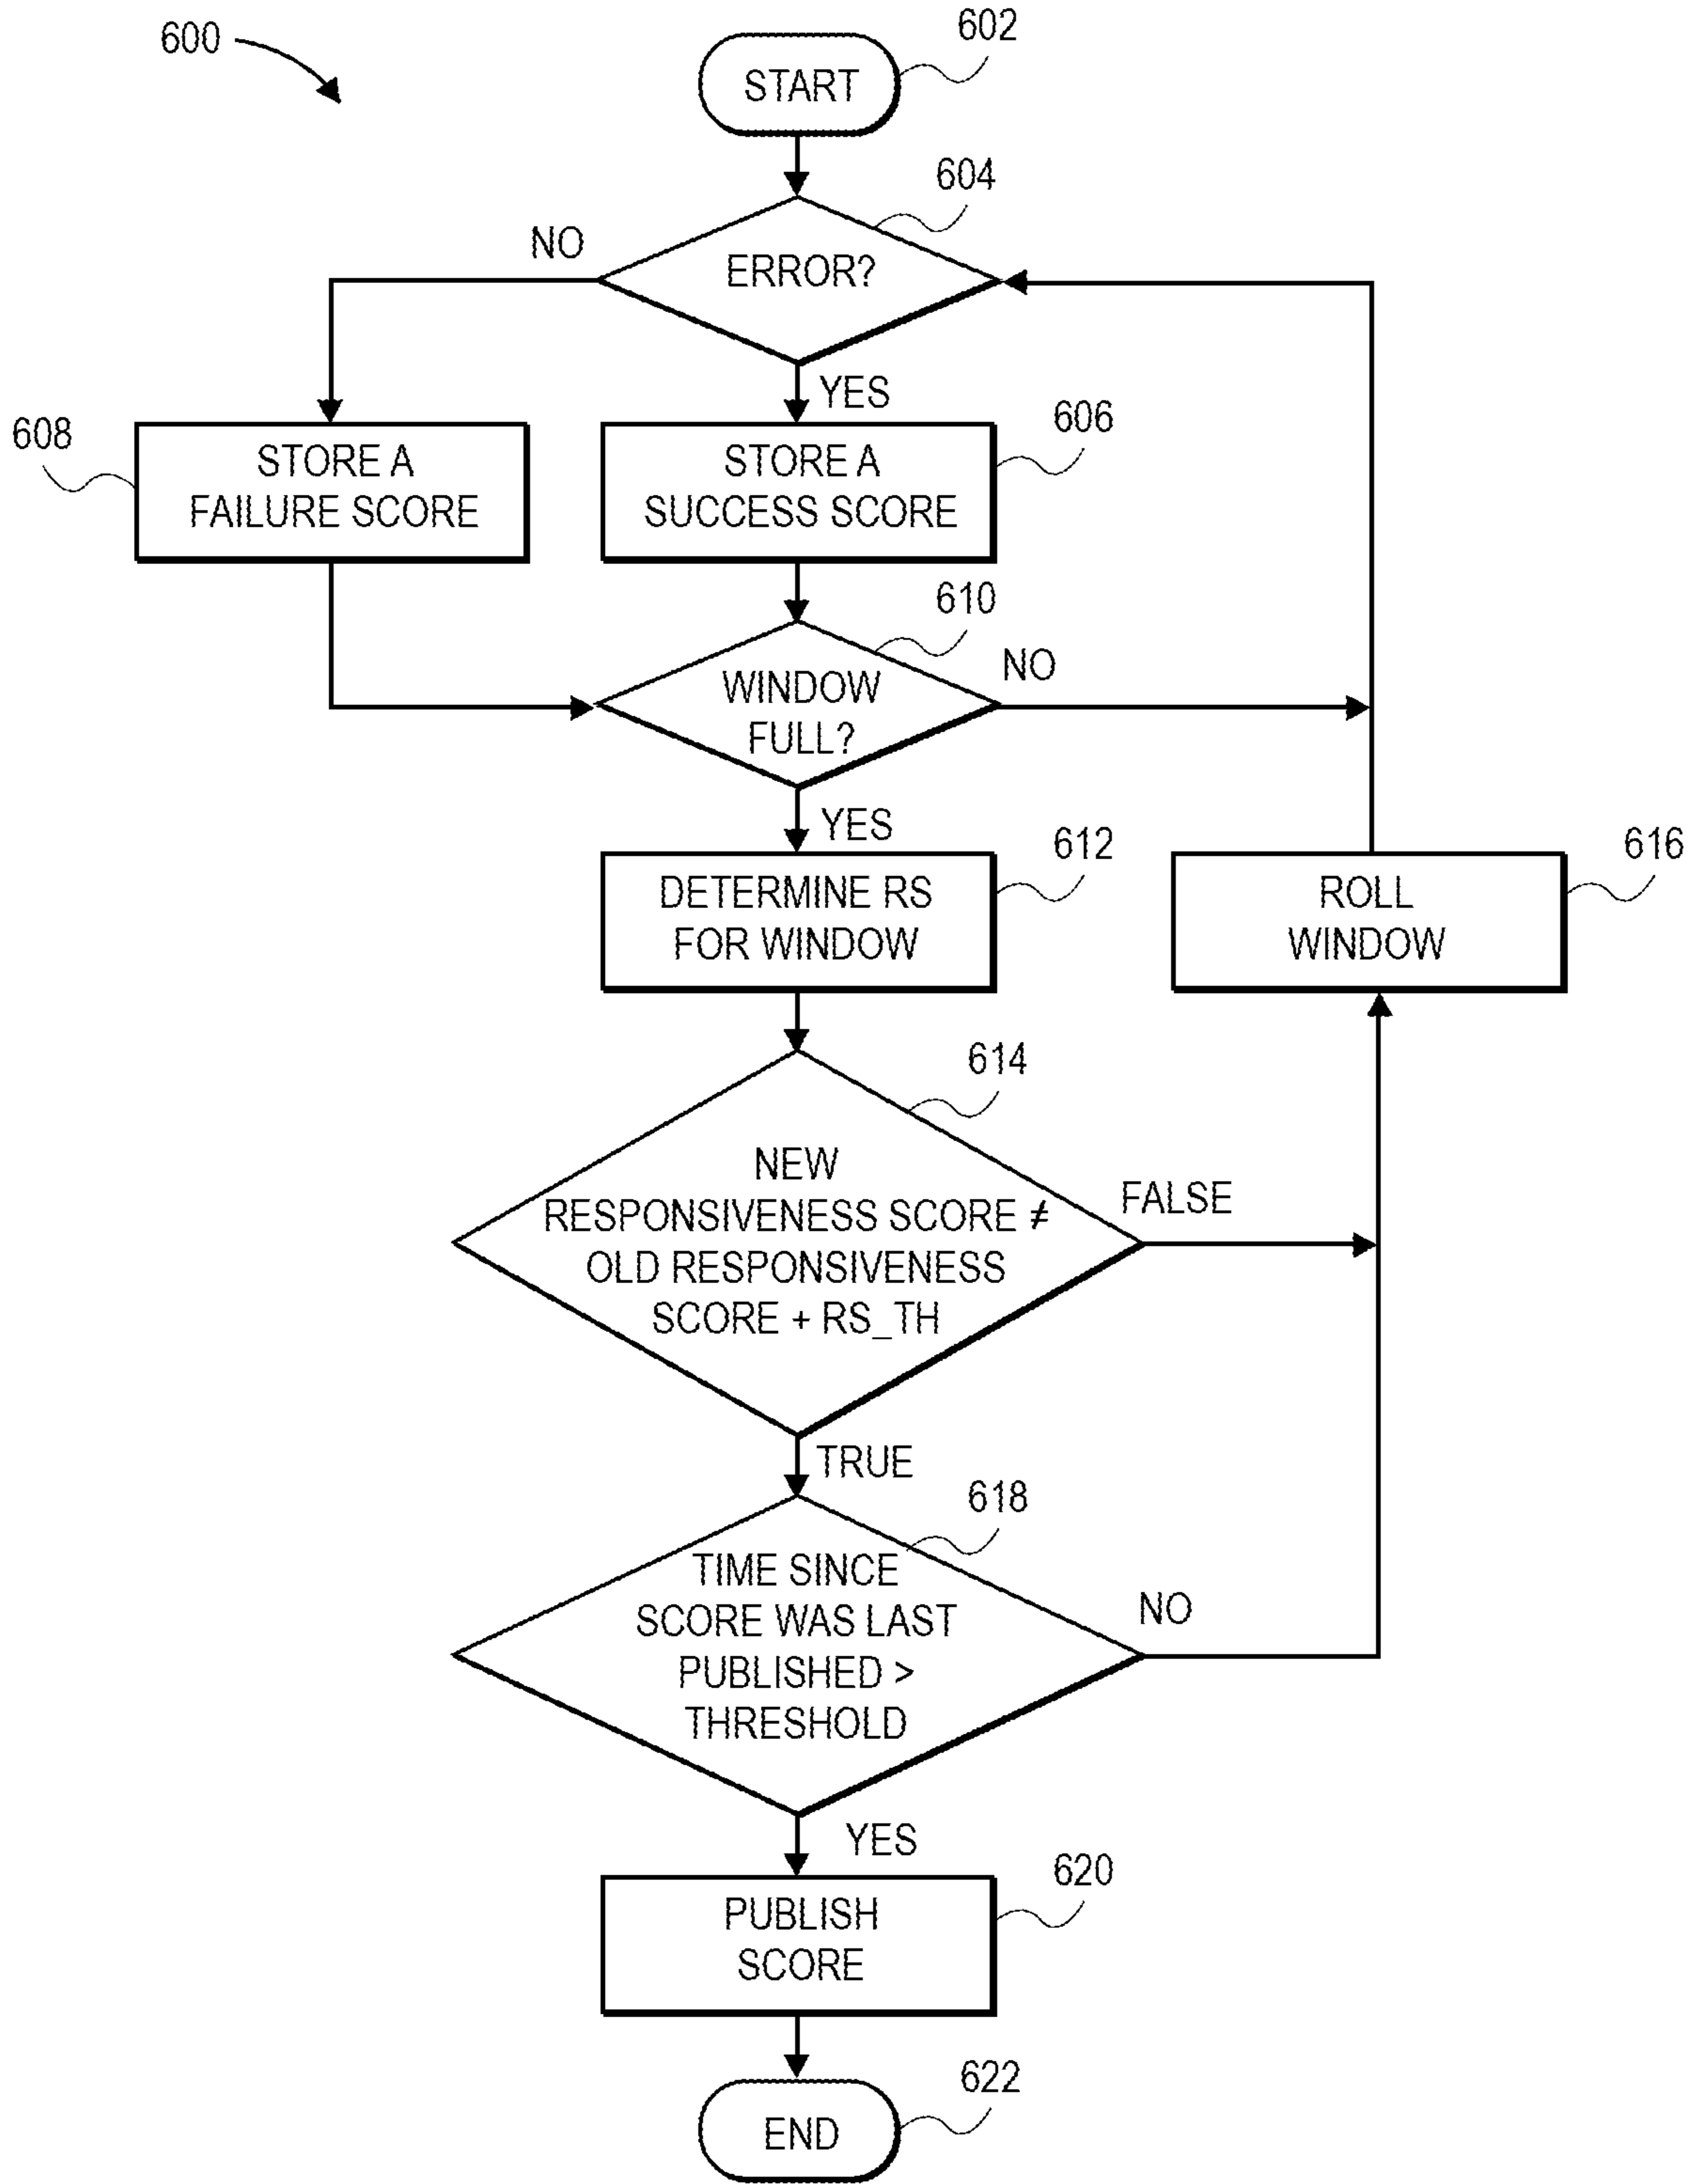 600
602
START
604
NO
ERROR?
YES
608
606
STORE A
FAILURE SCORE
STORE A
SUCCESS SCORE
610
NO
WINDOW
FULL?
YES
612
616
DETERMINE RS
FOR WINDOW
ROLL
WINDOW
614
NEW
RESPONSIVENESS SCORE ≠
OLD RESPONSIVENESS
SCORE + RS_TH
FALSE
TRUE
618
TIME SINCE
SCORE WAS LAST
PUBLISHED >
THRESHOLD
NO
YES
620
PUBLISH
SCORE
622
END